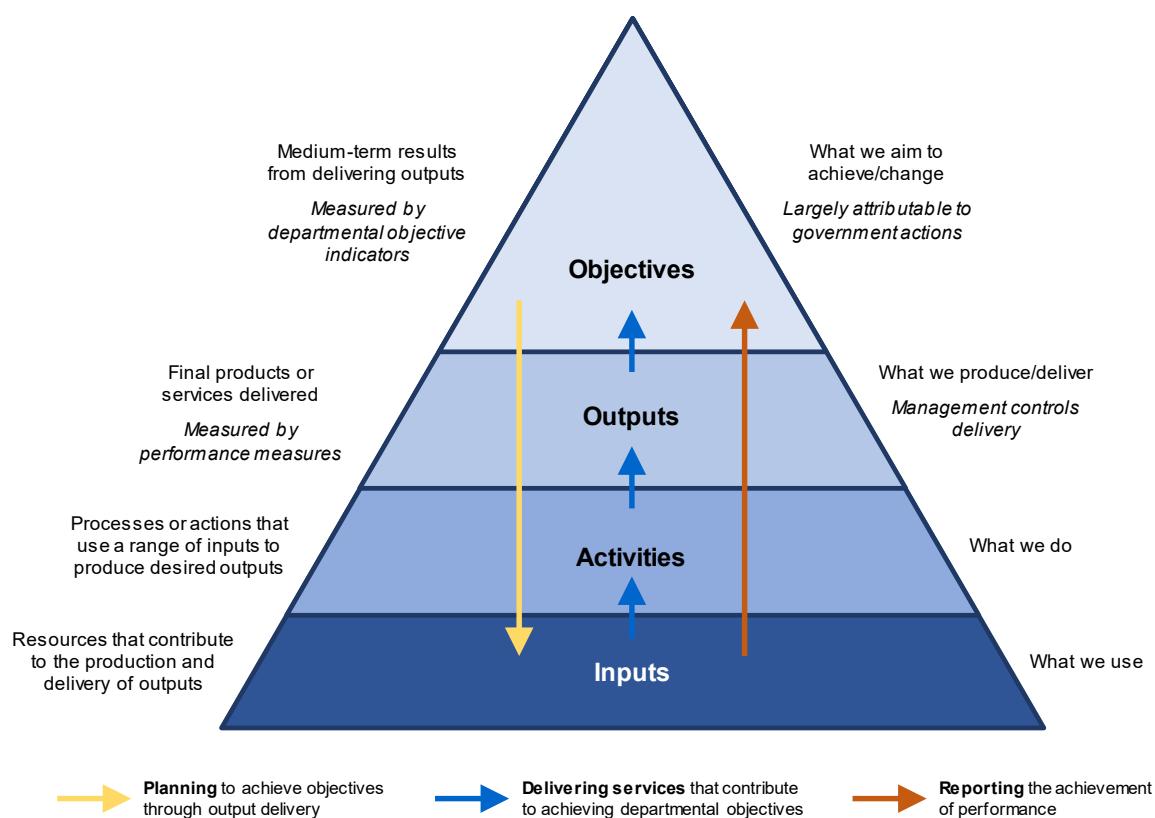 Medium-term results
from delivering outputs
Measured by
departmental objective
indicators
What we aim to
achieve/change
Largely attributable to
government actions
Objectives
Final products or
services delivered
Measured by
performance measures
What we produce/deliver
Management controls
delivery
Outputs
Processes or actions that
use a range of inputs to
produce desired outputs
What we do
Activities
Resources that contribute
to the production and
delivery of outputs
What we use
Inputs
Planning to achieve objectives
through output delivery
Delivering services that contribute
to achieving departmental objectives
Reporting the achievement
of performance